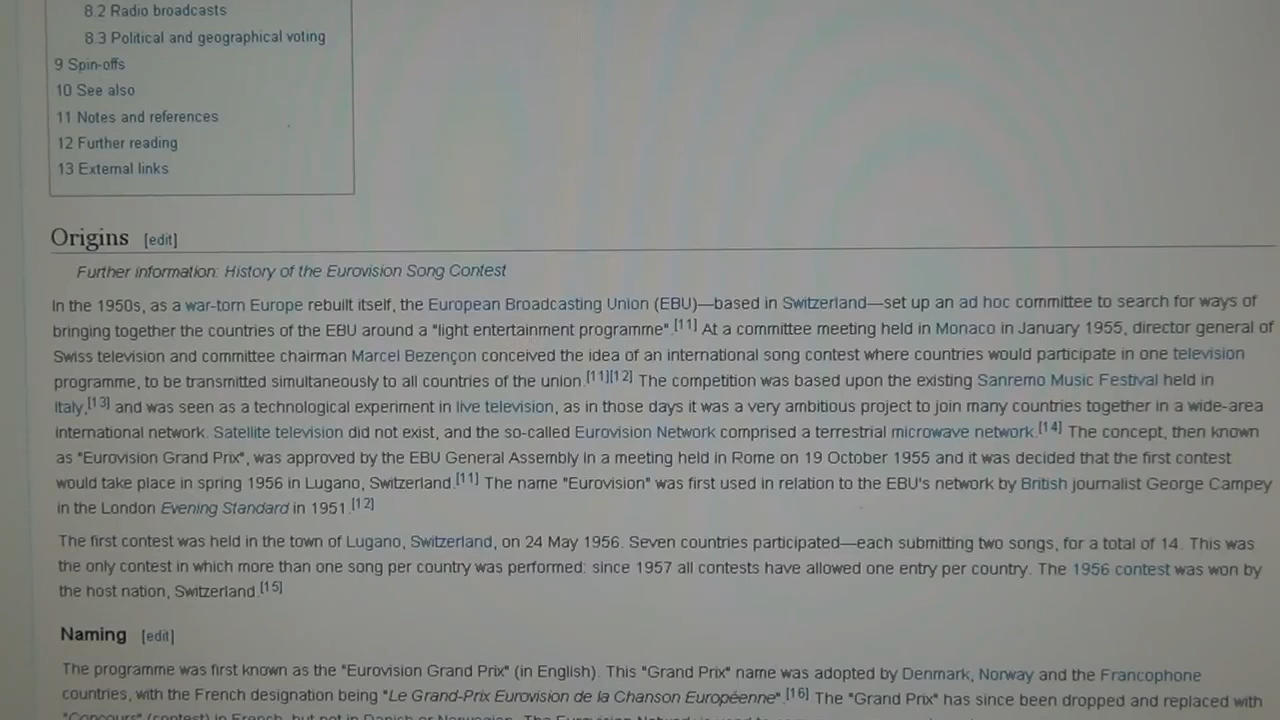 8.2 Radio broadcasts
8.3 Political and geographical voting
9 Spin-offs
10 See also
11 Notes and references
12 Further reading
13 External links
Origins [edit]
Further information: History of the Eurovision Song Contest
In the 1950s, as a war-torn Europe rebuilt itself, the European Broadcasting Union (EBU)—based in Switzerland—set up an ad hoc committee to search for ways of
bringing together the countries of the EBU around a "light entertainment programme".[11] At a committee meeting held in Monaco in January 1955, director general of
Swiss television and committee chairman Marcel Bezençon conceived the idea of an international song contest where countries would participate in one television
programme, to be transmitted simultaneously to all countries of the union.[11][12] The competition was based upon the existing Sanremo Music Festival held in
Italy,[13] and was seen as a technological experiment in live television, as in those days it was a very ambitious project to join many countries together in a wide-area
international network. Satellite television did not exist, and the so-called Eurovision Network comprised a terrestrial microwave network.[14] The concept, then known
as "Eurovision Grand Prix", was approved by the EBU General Assembly in a meeting held in Rome on 19 October 1955 and it was decided that the first contest
would take place in spring 1956 in Lugano, Switzerland.[11] The name "Eurovision" was first used in relation to the EBU's network by British journalist George Campey
in the London Evening Standard in 1951.[12]
The first contest was held in the town of Lugano, Switzerland, on 24 May 1956. Seven countries participated—each submitting two songs, for a total of 14. This was
the only contest in which more than one song per country was performed: since 1957 all contests have allowed one entry per country. The 1956 contest was won by
the host nation, Switzerland.[15]
Naming [edit]
The programme was first known as the "Eurovision Grand Prix" (in English). This "Grand Prix" name was adopted by Denmark, Norway and the Francophone
countries, with the French designation being "Le Grand-Prix Eurovision de la Chanson Européenne".[16] The "Grand Prix" has since been dropped and replaced with
"Concours" (contest) in French, but not in Danish or Norwegian. The Eurovision Network is used to